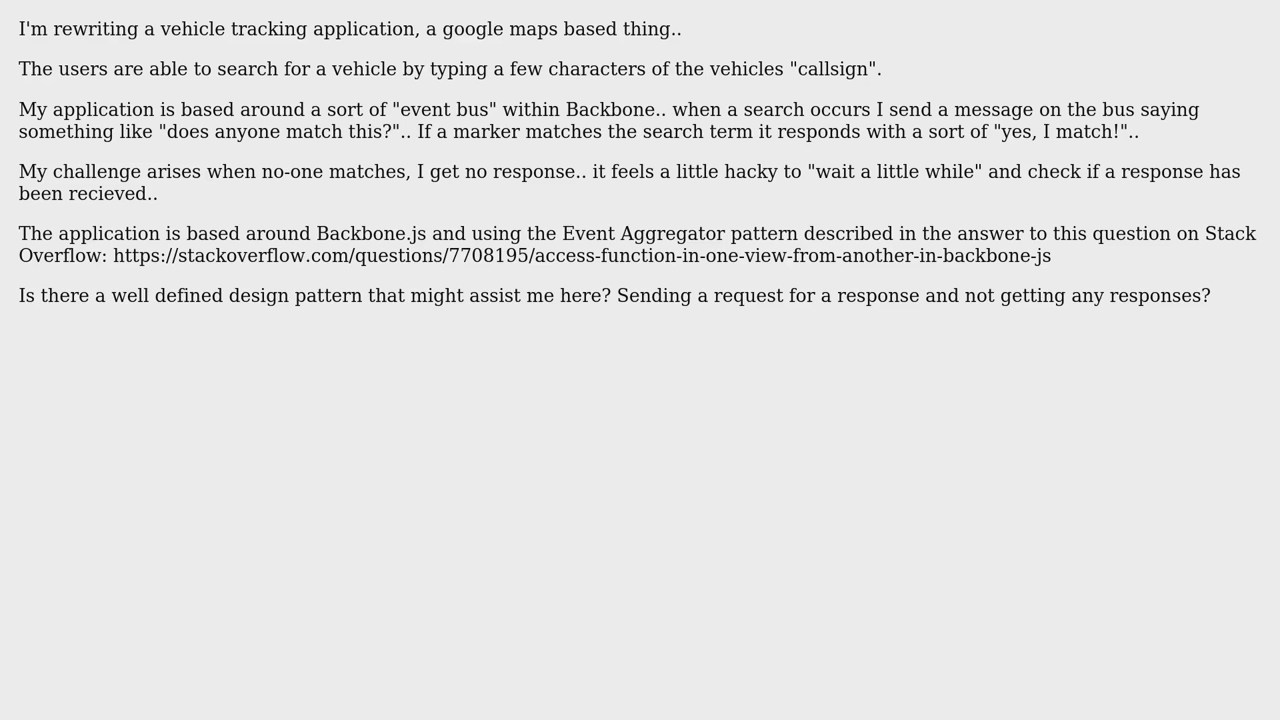 I'm rewriting a vehicle tracking application, a google maps based thing..
The users are able to search for a vehicle by typing a few characters of the vehicles "callsign".
My application is based around a sort of "event bus" within Backbone.. when a search occurs I send a message on the bus saying
something like "does anyone match this?".. If a marker matches the search term it responds with a sort of "yes, I match!"..
My challenge arises when no-one matches, I get no response.. it feels a little hacky to "wait a little while" and check if a response has
been recieved..
The application is based around Backbone.js and using the Event Aggregator pattern described in the answer to this question on Stack
Overflow: https://stackoverflow.com/questions/7708195/access-function-in-one-view-from-another-in-backbone-js
Is there a well defined design pattern that might assist me here? Sending a request for a response and not getting any responses?